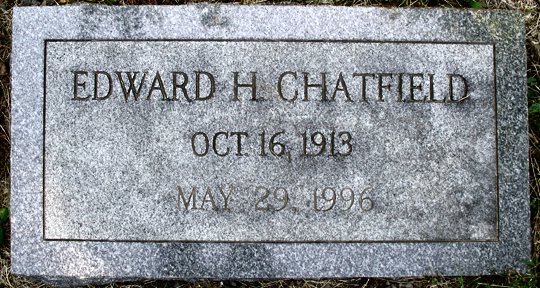 EDWARD H. CHATFIELD
OCT 16, 1913
MAY 29, 1996